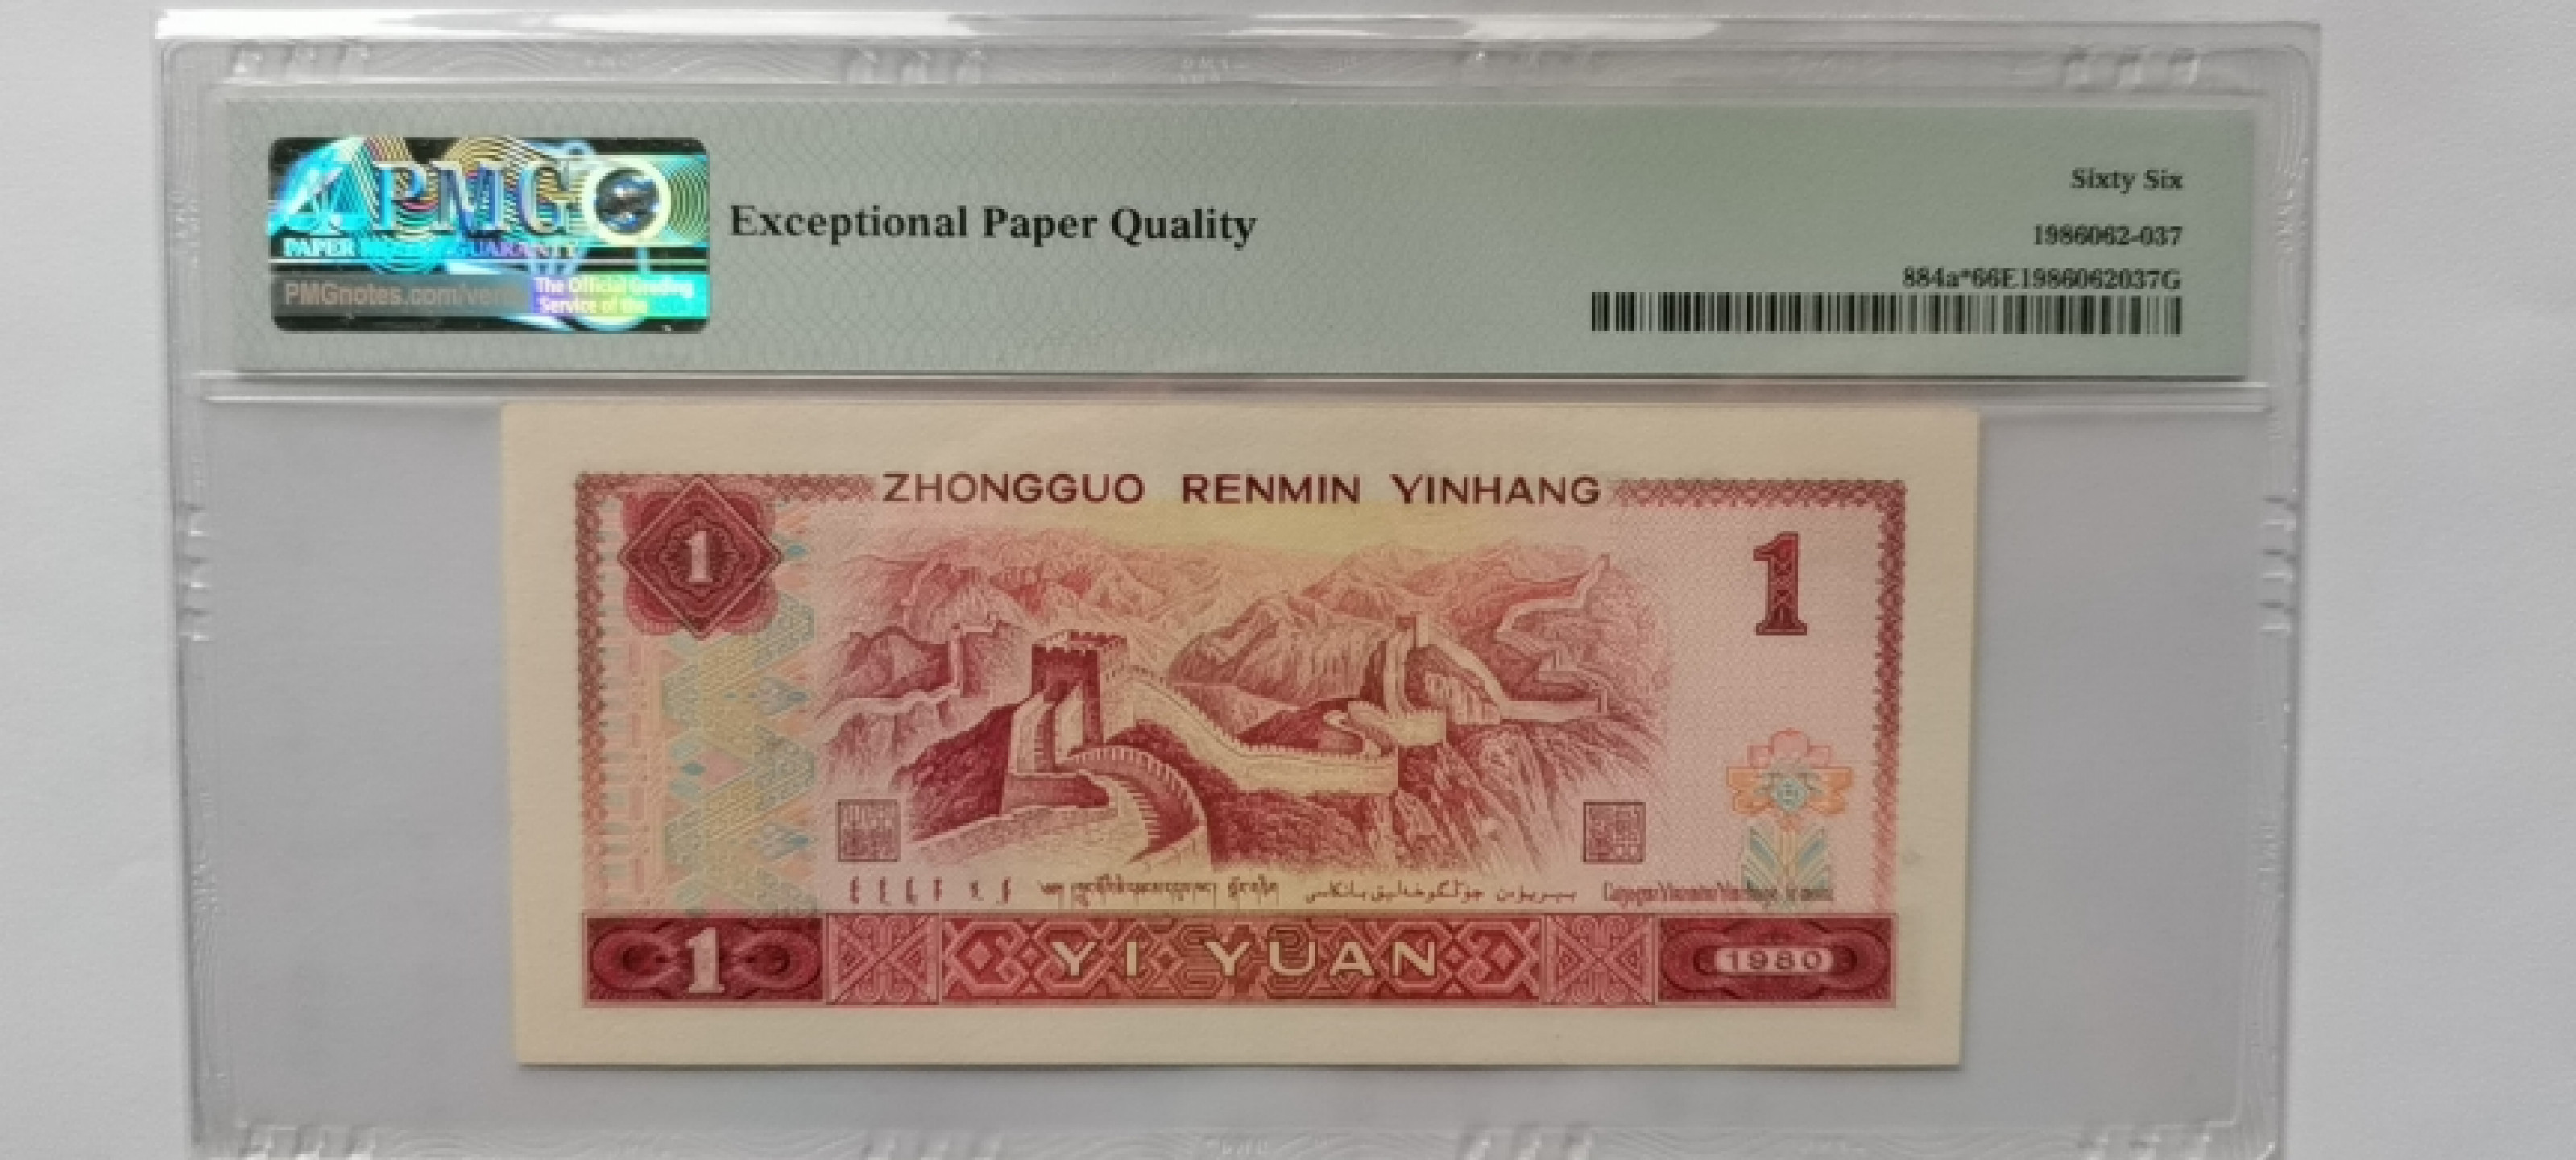 PMG
PAPER
GUARANTY
PMGnotes.com/veri
The Official Grading
Service of the
Exceptional Paper Quality
Sixty Six
1986062-037
884a*66E1986062037G
ZHONGGUO RENMIN YINHANG
1
1
1
YI YUAN
1980